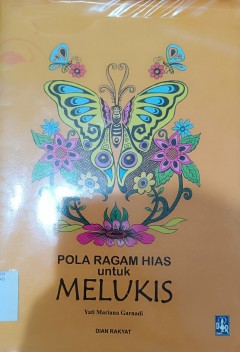 POLA RAGAM HIAS
untuk
MELUKIS
Yati Mariana Garnadi
DIAN RAKYAT